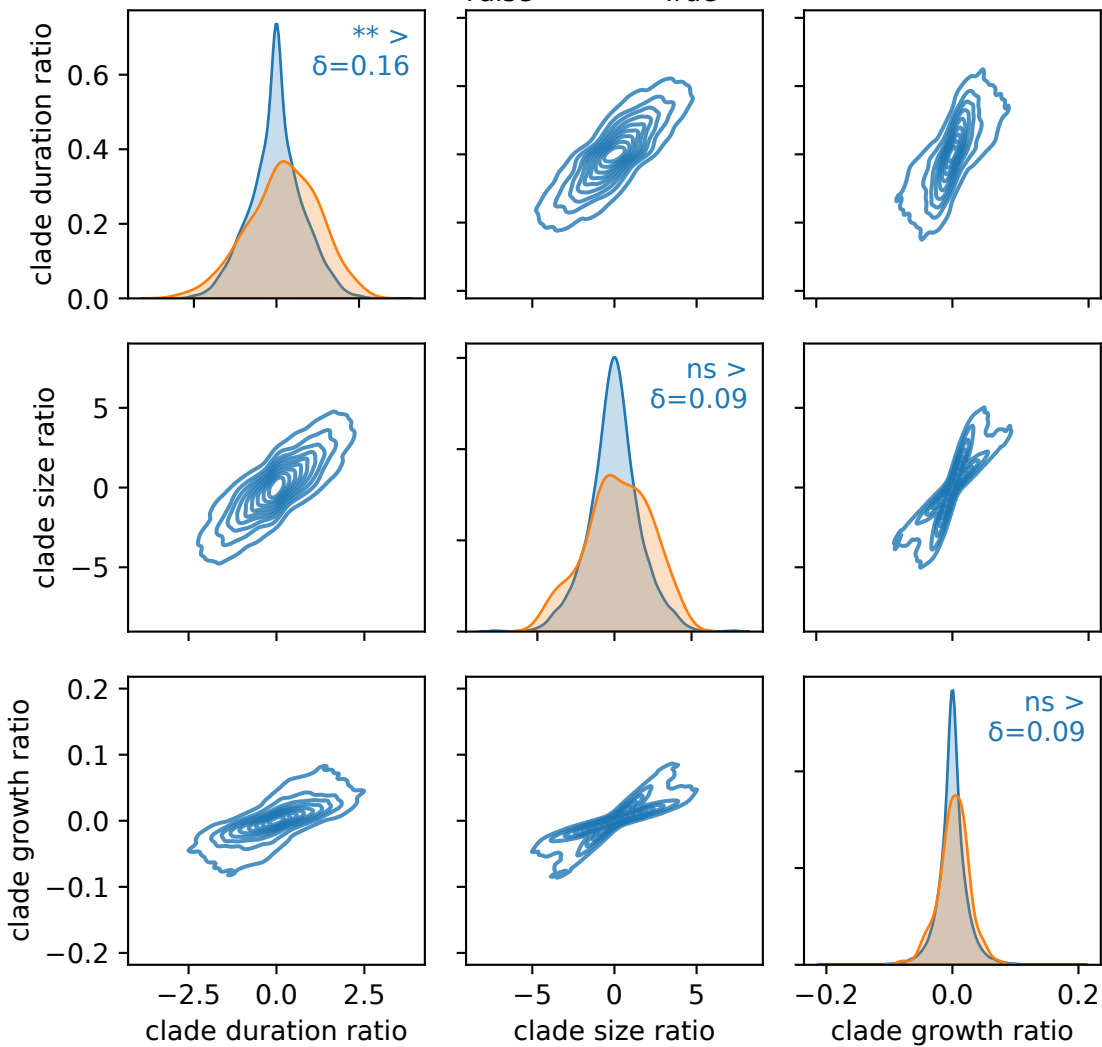 clade duration ratio
0.6
0.4
0.2
0.0
** >
δ=0.16
clade size ratio
5
0
−5
ns >
δ=0.09
clade growth ratio
0.2
0.1
0.0
−0.1
−0.2
ns >
δ=0.09
−2.5 0.0 2.5
−5 0 5
−0.2 0.0 0.2
clade duration ratio
clade size ratio
clade growth ratio